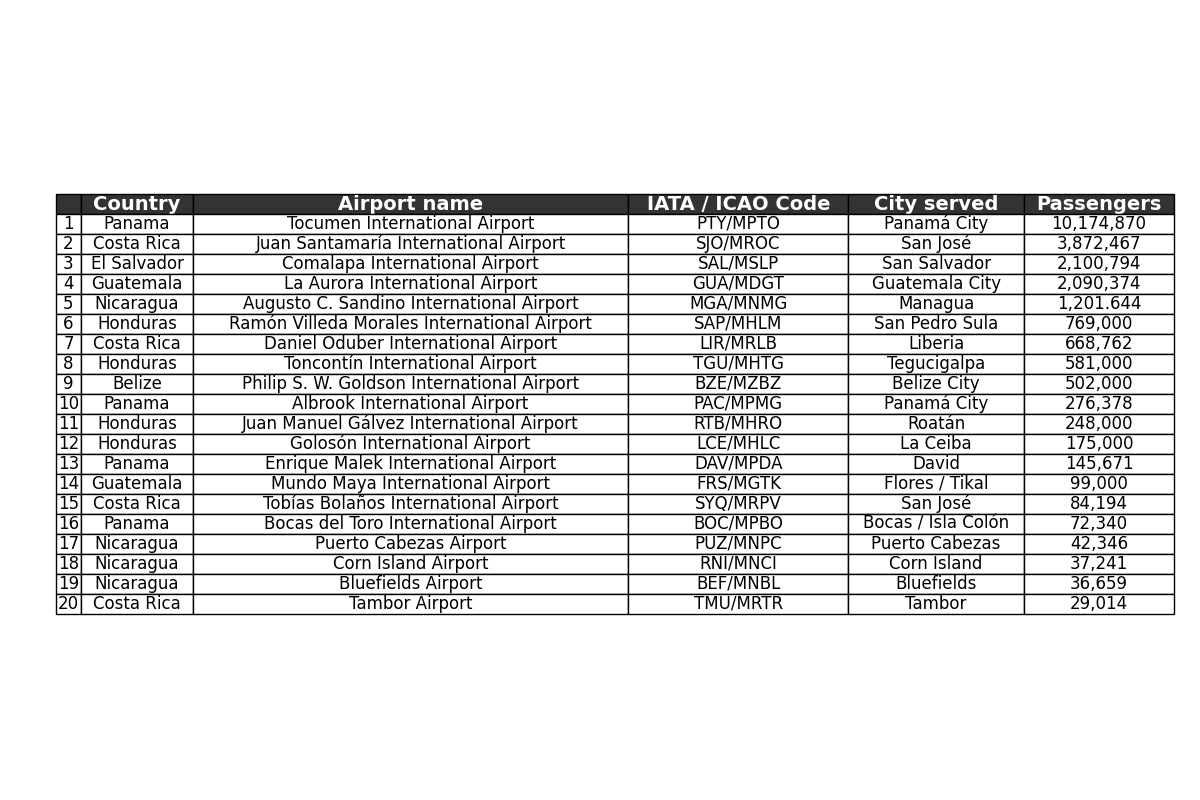 Country Airport name IATA / ICAO Code City served Passengers
1 Panama Tocumen International Airport PTY/MPTO Panamá City 10,174,870
2 Costa Rica Juan Santamaría International Airport SJO/MROC San José 3,872,467
3 El Salvador Comalapa International Airport SAL/MSLP San Salvador 2,100,794
4 Guatemala La Aurora International Airport GUA/MDGT Guatemala City 2,090,374
5 Nicaragua Augusto C. Sandino International Airport MGA/MNMG Managua 1,201.644
6 Honduras Ramón Villeda Morales International Airport SAP/MHLM San Pedro Sula 769,000
7 Costa Rica Daniel Oduber International Airport LIR/MRLB Liberia 668,762
8 Honduras Toncontín International Airport TGU/MHTG Tegucigalpa 581,000
9 Belize Philip S. W. Goldson International Airport BZE/MZBZ Belize City 502,000
10 Panama Albrook International Airport PAC/MPMG Panamá City 276,378
11 Honduras Juan Manuel Gálvez International Airport RTB/MHRO Roatán 248,000
12 Honduras Golosón International Airport LCE/MHLC La Ceiba 175,000
13 Panama Enrique Malek International Airport DAV/MPDA David 145,671
14 Guatemala Mundo Maya International Airport FRS/MGTK Flores / Tikal 99,000
15 Costa Rica Tobías Bolaños International Airport SYQ/MRPV San José 84,194
16 Panama Bocas del Toro International Airport BOC/MPBO Bocas / Isla Colón 72,340
17 Nicaragua Puerto Cabezas Airport PUZ/MNPC Puerto Cabezas 42,346
18 Nicaragua Corn Island Airport RNI/MNCI Corn Island 37,241
19 Nicaragua Bluefields Airport BEF/MNBL Bluefields 36,659
20 Costa Rica Tambor Airport TMU/MRTR Tambor 29,014